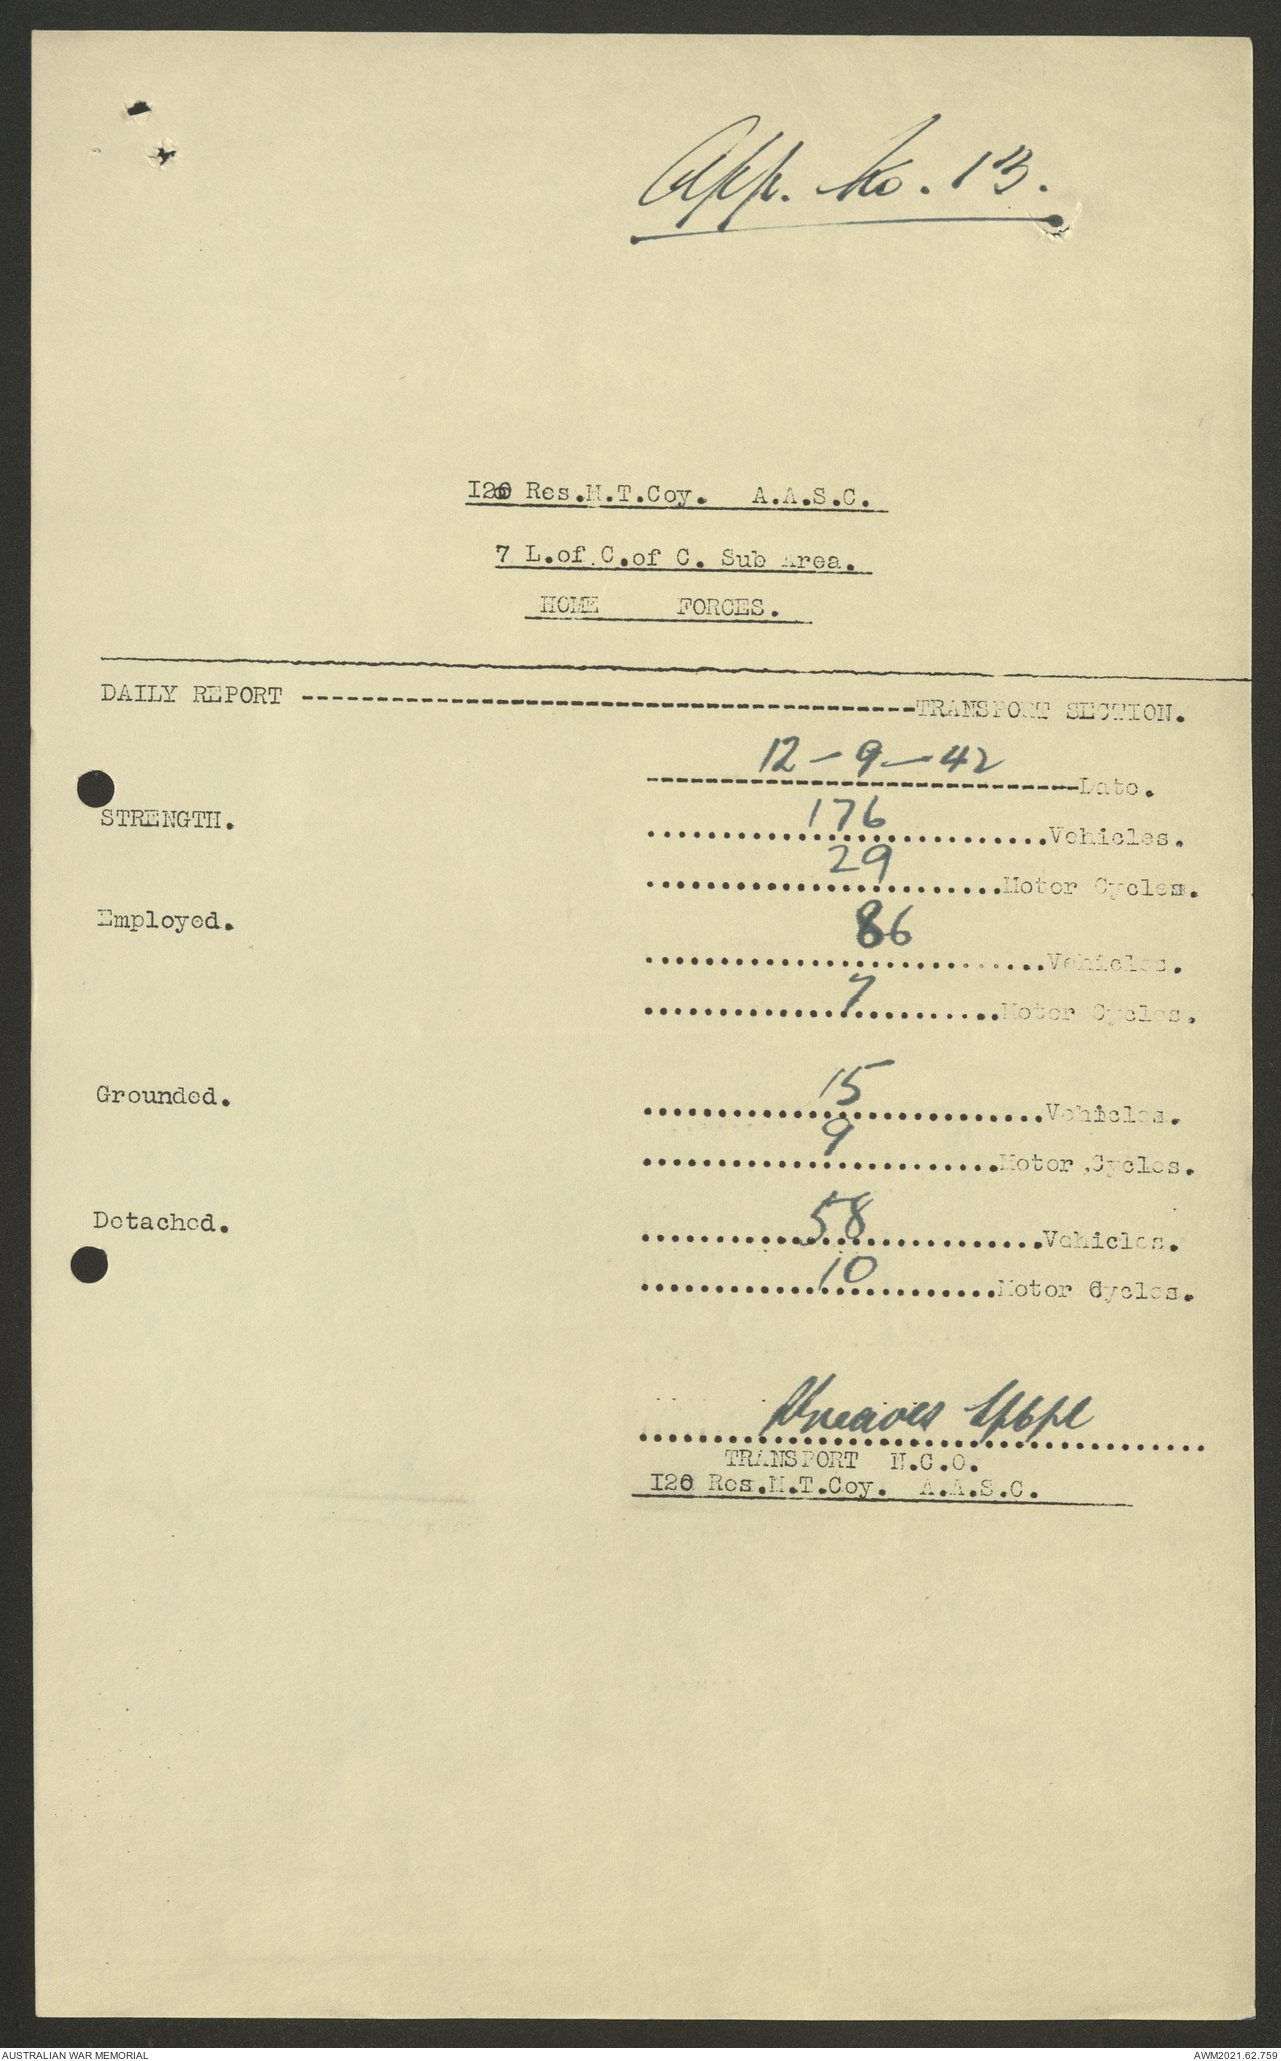 App. No. 13.
126 Res.M.T.Coy. A.A.S.C.
7 L.of.C.of C. Sub Area.
HOME FORCES.
DAILY REPORT -----------------------------------------TRANSPORT SECTION.
12-9-42
-----------------------------Date.
STRENGTH.
176
...........................Vehicles.
29
........................Motor Cycles.
Employed.
86
...........................Vehicles.
7
........................Motor Cycles.
Grounded.
15
...........................Vehicles.
9
........................Motor Cycles.
Detached.
58
...........................Vehicles.
10
........................Motor Cycles.
......................................
TRANSPORT N.C.O.
126 Res.M.T.Coy. A.A.S.C.
AUSTRALIAN WAR MEMORIAL
AWM2021.62.759